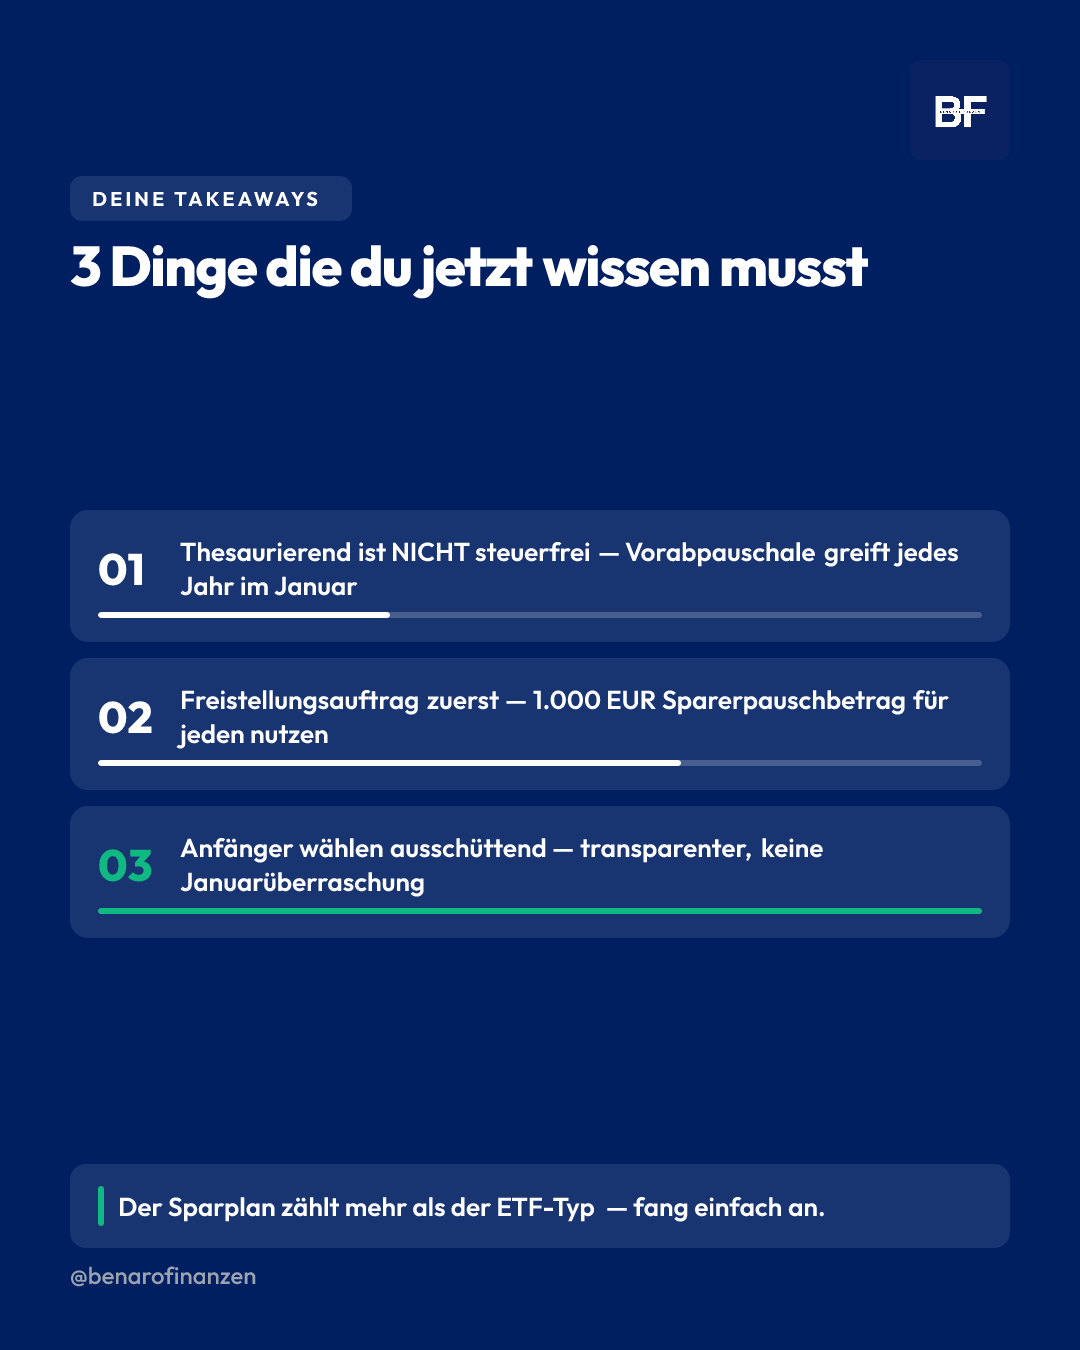 BF
DEINE TAKEAWAYS
3 Dinge die du jetzt wissen musst
01
Thesaurierend ist NICHT steuerfrei — Vorabpauschale greift jedes
Jahr im Januar
02
Freistellungsauftrag zuerst — 1.000 EUR Sparerpauschbetrag für
jeden nutzen
03
Anfänger wählen ausschüttend — transparenter, keine
Januarüberraschung
Der Sparplan zählt mehr als der ETF-Typ — fang einfach an.
@benarofinanzen